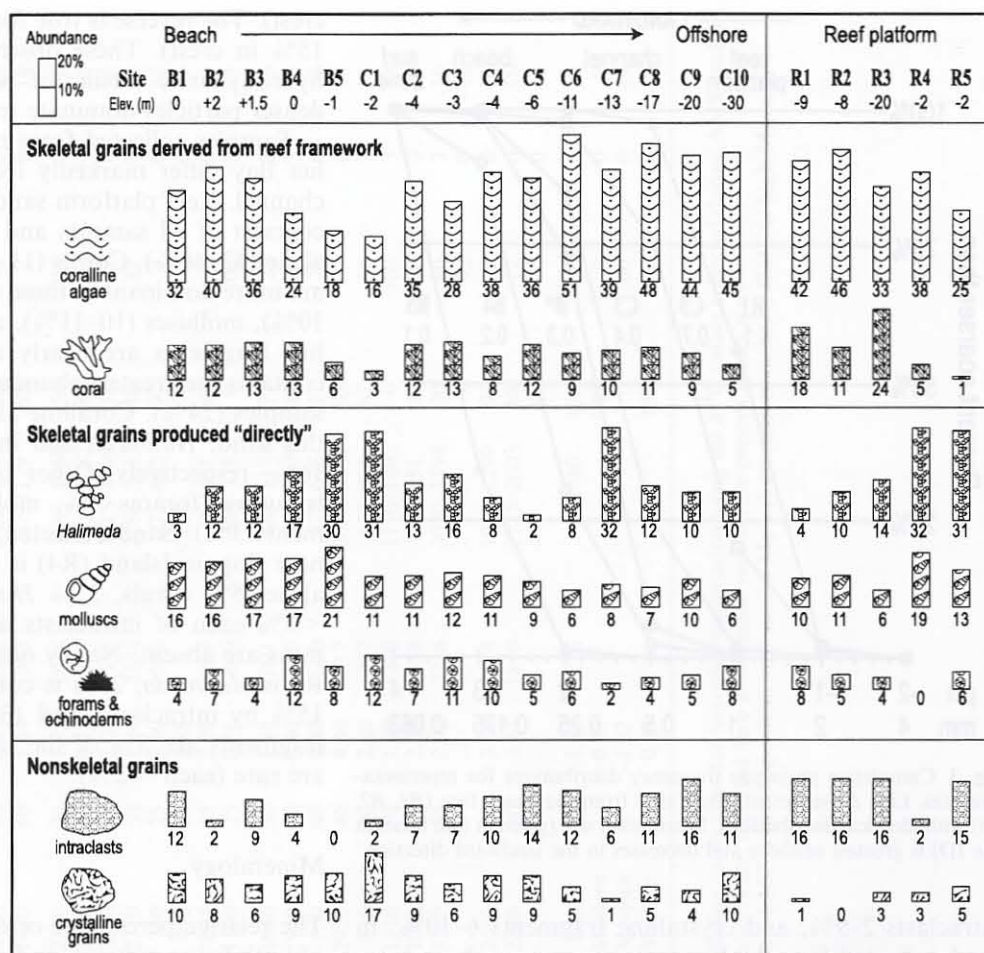 Abundance
20%
10%
Beach Offshore Reef platform
Site B1 B2 B3 B4 B5 C1 C2 C3 C4 C5 C6 C7 C8 C9 C10 R1 R2 R3 R4 R5
Elev. (m) 0 +2 +1.5 -1 -2 -4 -3 -4 -6 -11 -13 -17 -20 -30 -9 -8 -20 -2 -2
Skeletal grains derived from reef framework
coralline
algae
32 40 36 24 18 16 35 28 38 36 51 39 48 44 45 42 46 33 38 25
coral
12 12 13 13 6 3 12 13 8 12 9 10 11 9 5 18 11 24 5 1
Skeletal grains produced "directly"
Halimeda
3 12 12 17 30 31 13 16 8 2 8 32 12 10 10 4 10 14 32 31
molluscs
16 16 17 17 21 11 11 12 11 9 6 8 7 10 6 10 11 6 19 13
forams &
echinoderms
4 7 4 12 8 12 7 11 10 5 6 2 4 5 8 8 5 4 0 6
Nonskeletal grains
intraclasts
12 2 9 4 0 2 7 7 10 12 6 11 16 11 16 2 15
crystalline
grains
10 8 6 9 10 17 9 6 9 9 5 1 5 4 10 1 0 4 3 5